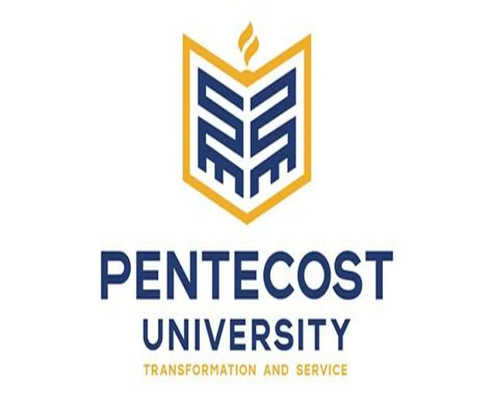 PENTECOST
UNIVERSITY
TRANSFORMATION AND SERVICE